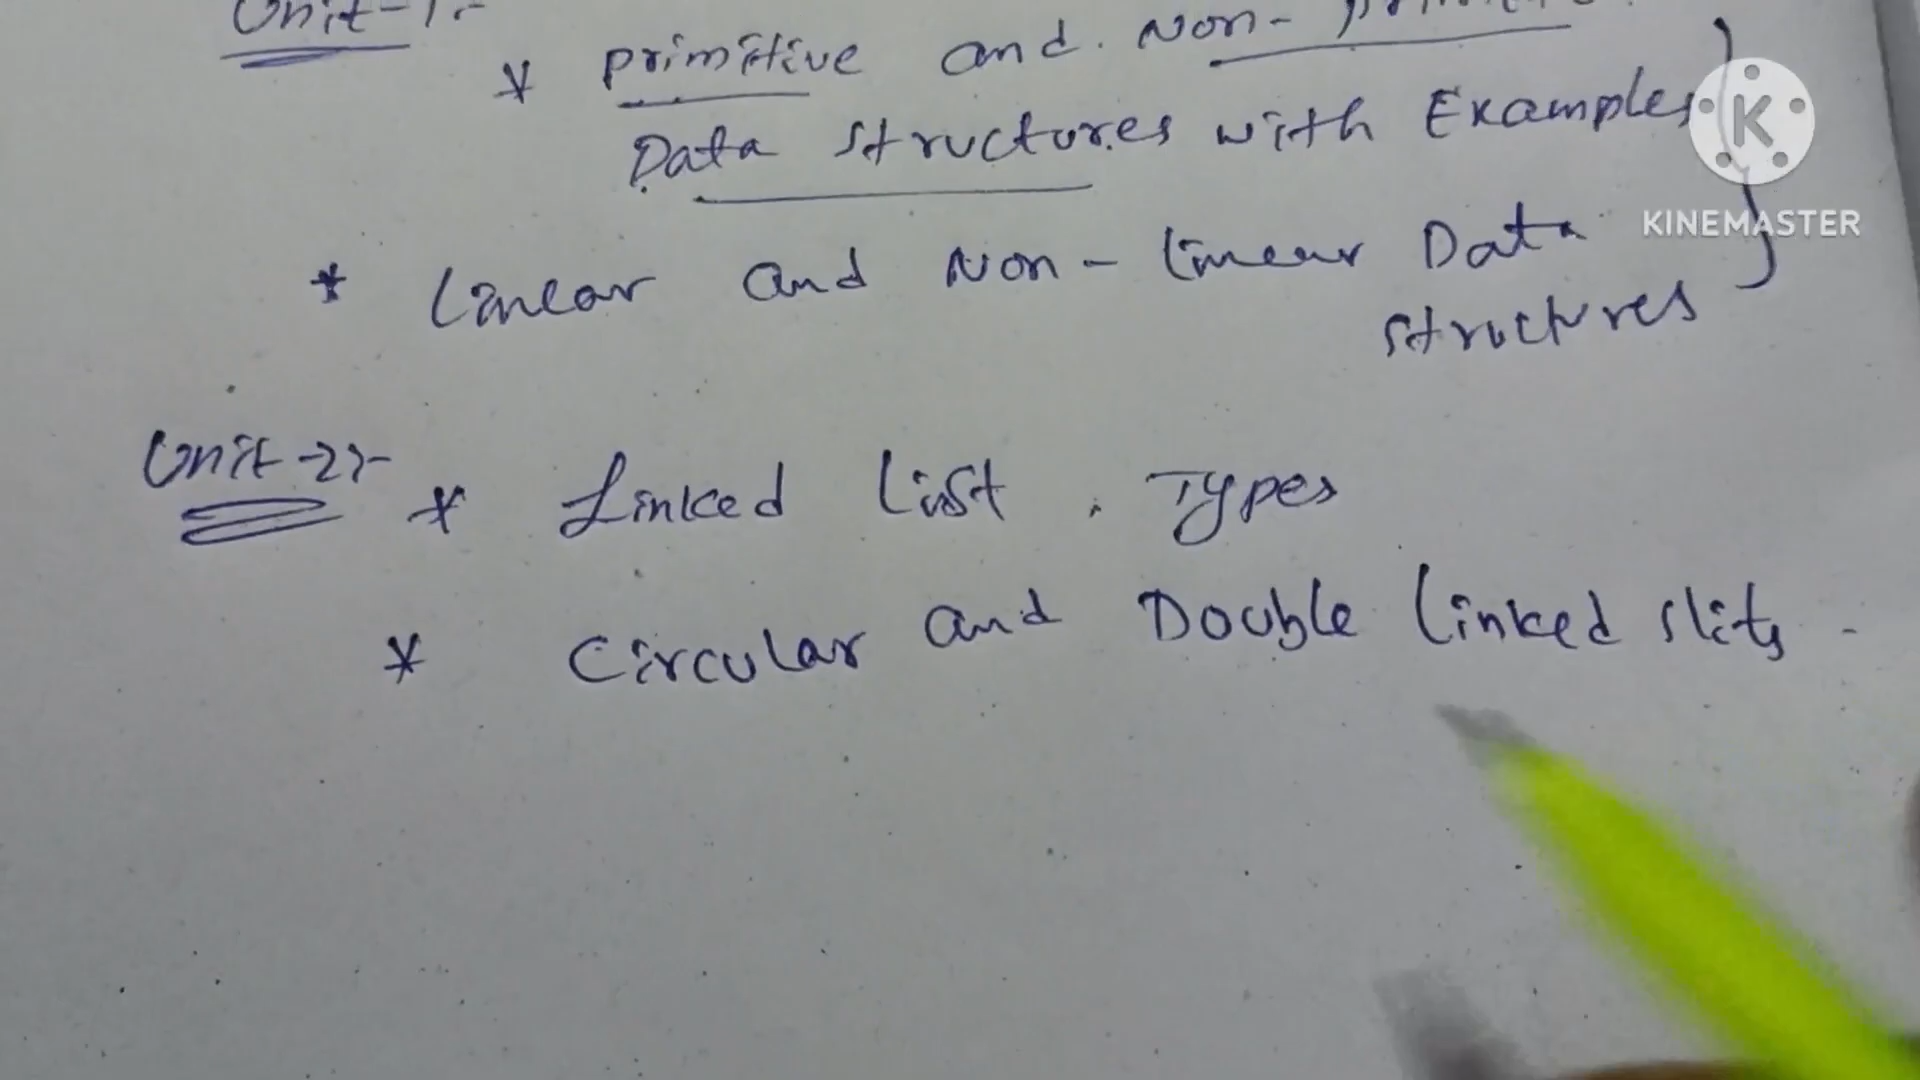 Unit-1:-
* Primitive and Non-
Data structures with Examples
* Linear and Non-linear Data
structures
Unit-2:-
* Linked List. Types
* Circular and Double linked slits
K
KINEMASTER